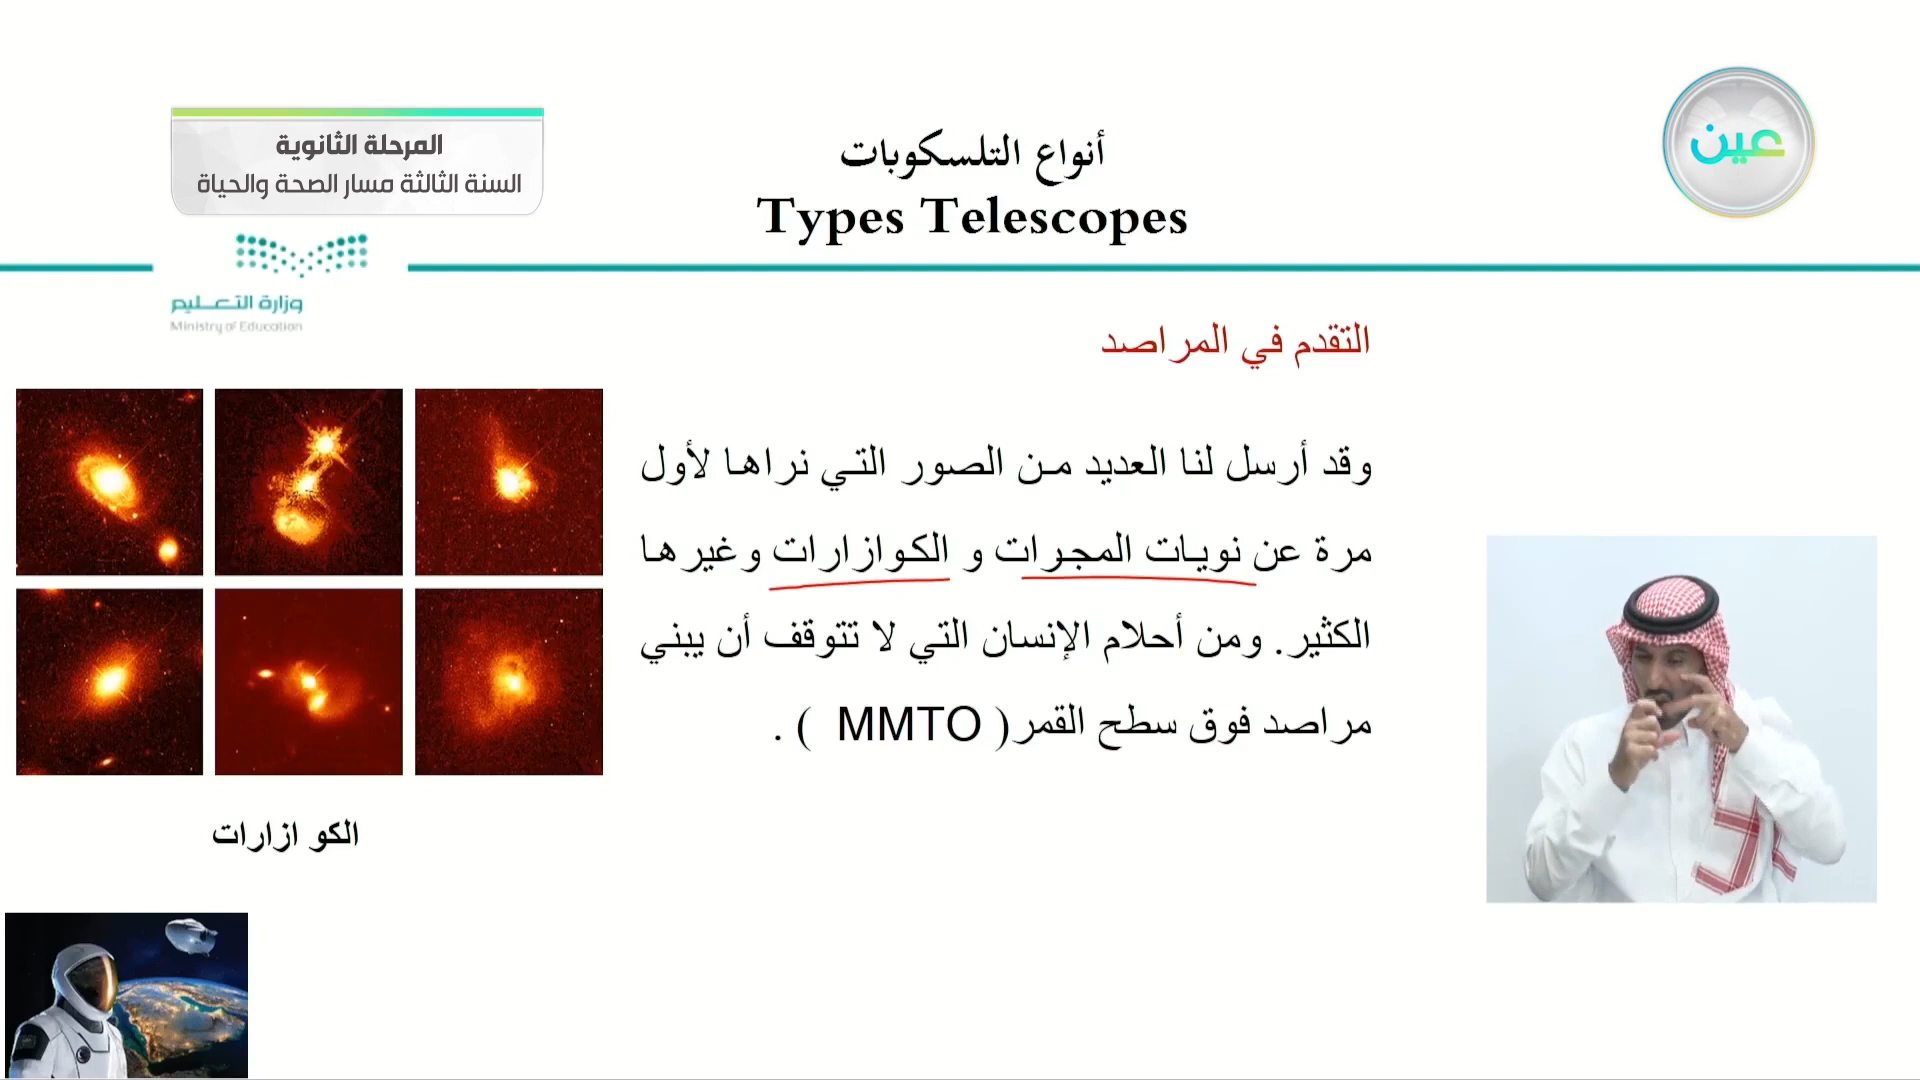 المرحلة الثانوية
السنة الثالثة مسار الصحة والحياة
أنواع التلسكوبات
Types Telescopes
عين
وزارة التعليم
Ministry of Education
التقدم في المراصد
وقد أرسل لنا العديد من الصور التي نراها لأول
مرة عن نويات المجرات و الكوازارات وغيرها
الكثير. ومن أحلام الإنسان التي لا تتوقف أن يبني
مراصد فوق سطح القمر( MMTO ) .
الكو ازارات